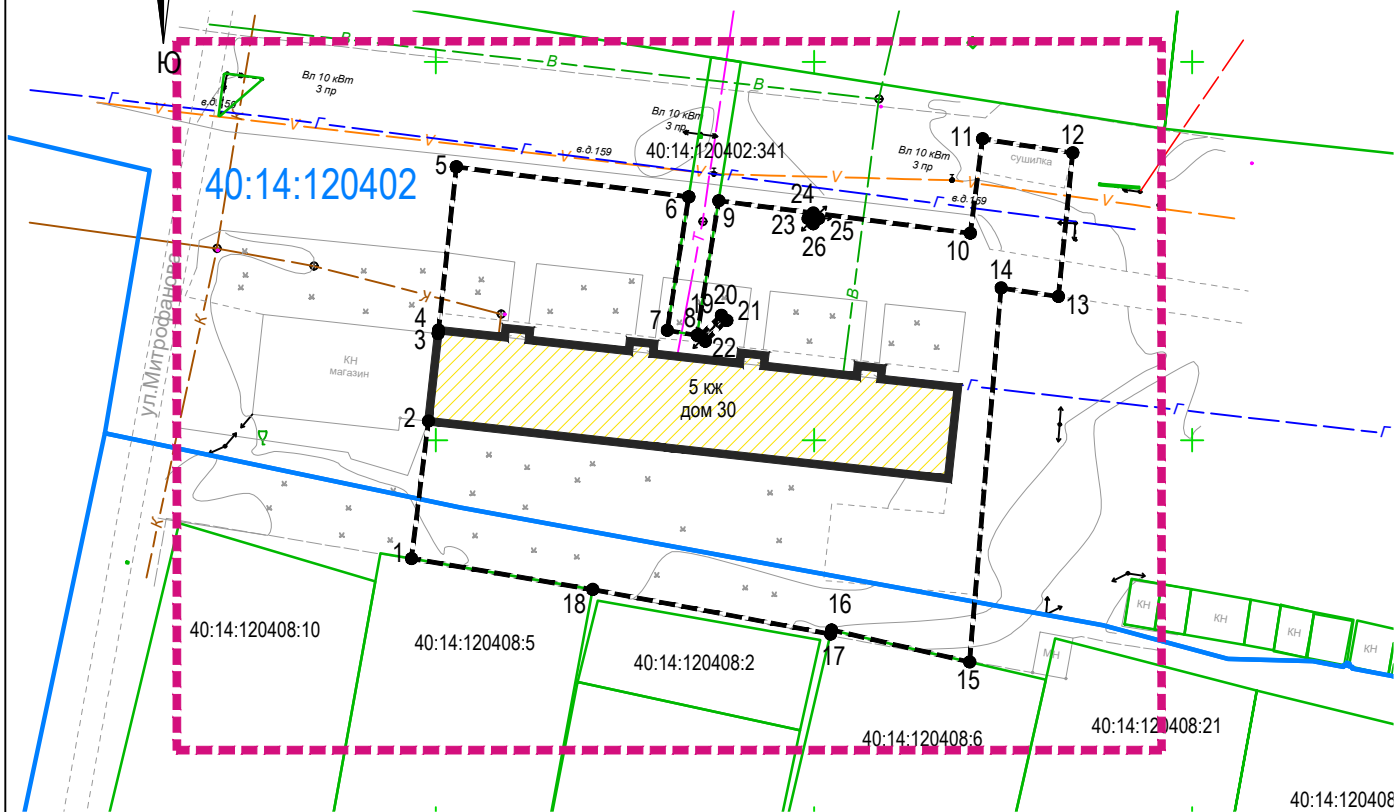 Ю
В
В
В
В
Вл 10 кВт
3 пр
в.д.150
Г
V
V
Г
V
Г
V
в.д.159
Вл 10 кВт
3 пр
40:14:120402:341
V
Г
V
Вл 10 кВт
3 пр
V
в.д.159
Г
V
11
12
сушилка
40:14:120402
5
6
9
24
23
25
26
10
14
13
Т
К
К
К
ул.Митрофанова
4
3
7
8
19
20
21
22
КН
магазин
5 кж
дом 30
Г
Г
Г
2
1
18
16
17
15
КН
КН
КН
КН
МН
40:14:120408:10
40:14:120408:5
40:14:120408:2
40:14:120408:6
40:14:120408:21
40:14:120408